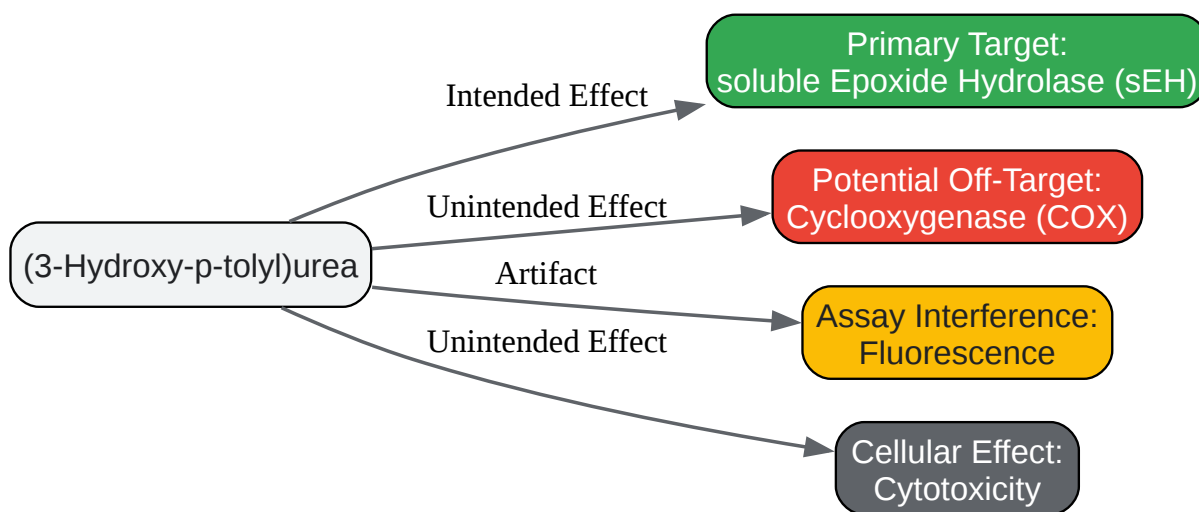 Primary Target:
soluble Epoxide Hydrolase (sEH)
Intended Effect
Potential Off-Target:
Cyclooxygenase (COX)
Unintended Effect
(3-Hydroxy-p-tolyl)urea
Artifact
Assay Interference:
Fluorescence
Unintended Effect
Cellular Effect:
Cytotoxicity